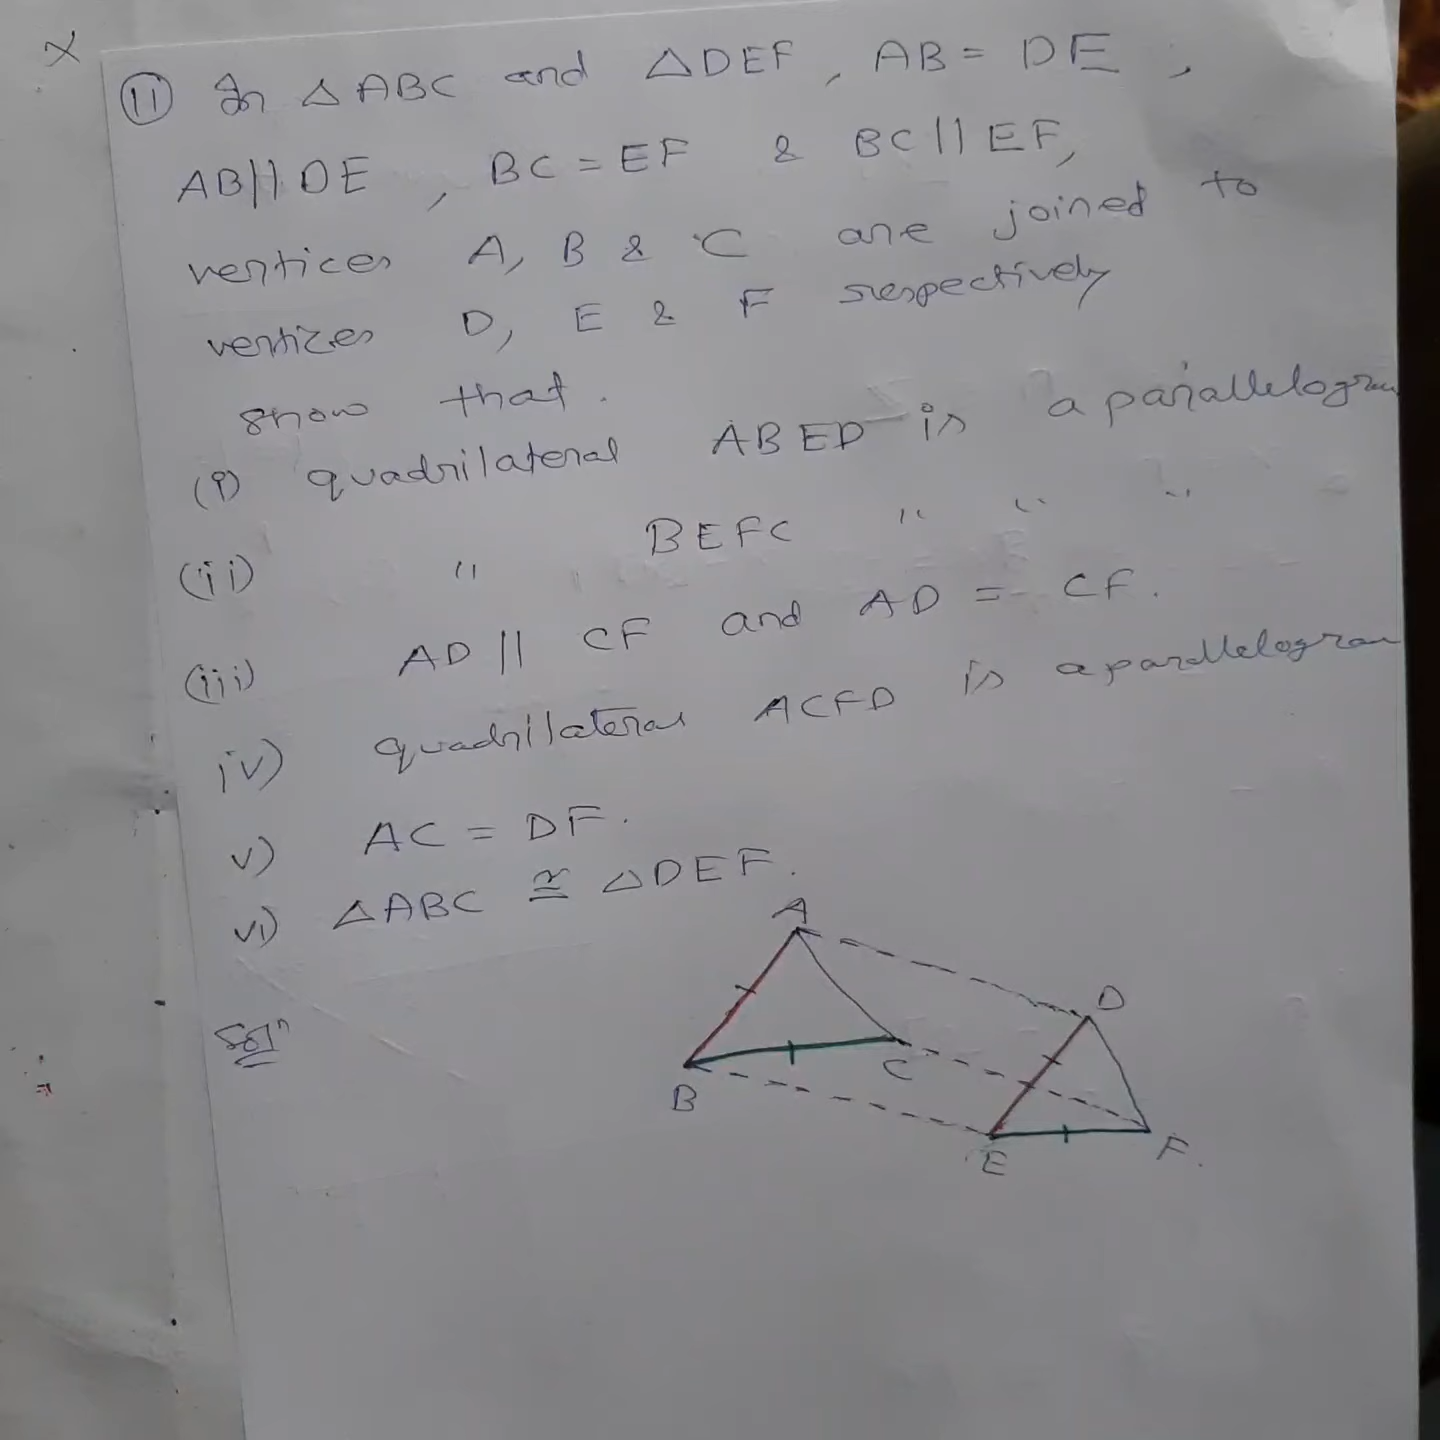 x
11 In △ABC and △DEF, AB = DE,
AB || DE, BC = EF & BC || EF,
vertices A, B & C are joined to
vertices D, E & F respectively
show that.
(i) quadrilateral ABED is a parallelogram
(ii) " BEFC " " "
(iii) AD || CF and AD = CF.
iv) quadrilateral ACFD is a parallelogram
v) AC = DF.
vi) △ABC ≅ △DEF.
Solⁿ
A
D
B
C
E
F.